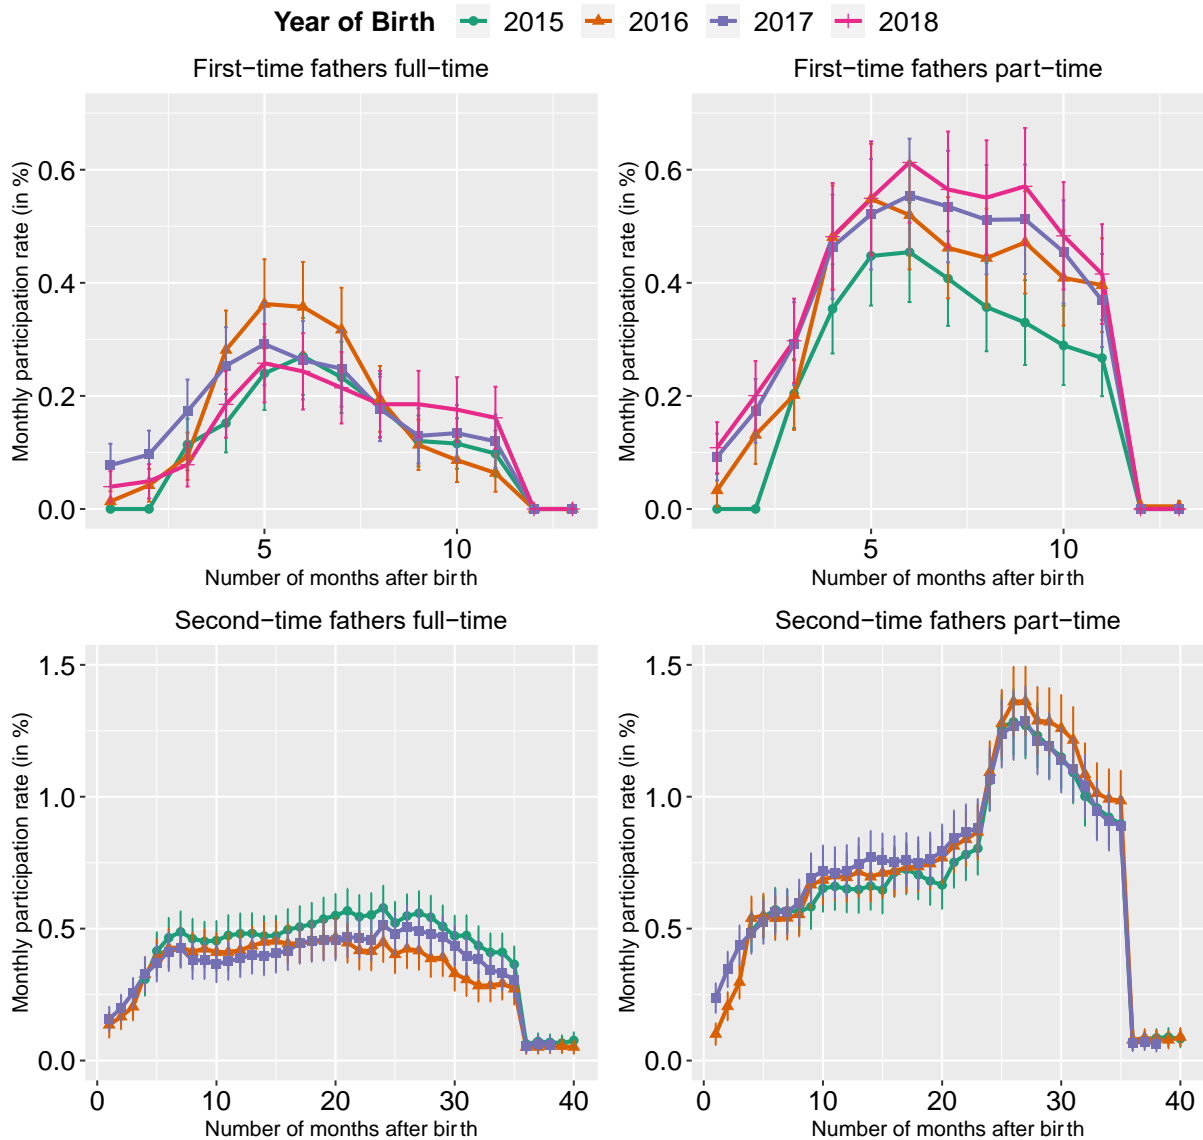 Year of Birth 2015 2016 2017 2018
First−time fathers full−time
First−time fathers part−time
Monthly participation rate (in %)
0.6
0.4
0.2
0.0
5 10
Number of months after birth
Monthly participation rate (in %)
0.6
0.4
0.2
0.0
5 10
Number of months after birth
Second−time fathers full−time
Second−time fathers part−time
Monthly participation rate (in %)
1.5
1.0
0.5
0.0
0 10 20 30 40
Number of months after birth
Monthly participation rate (in %)
1.5
1.0
0.5
0.0
0 10 20 30 40
Number of months after birth